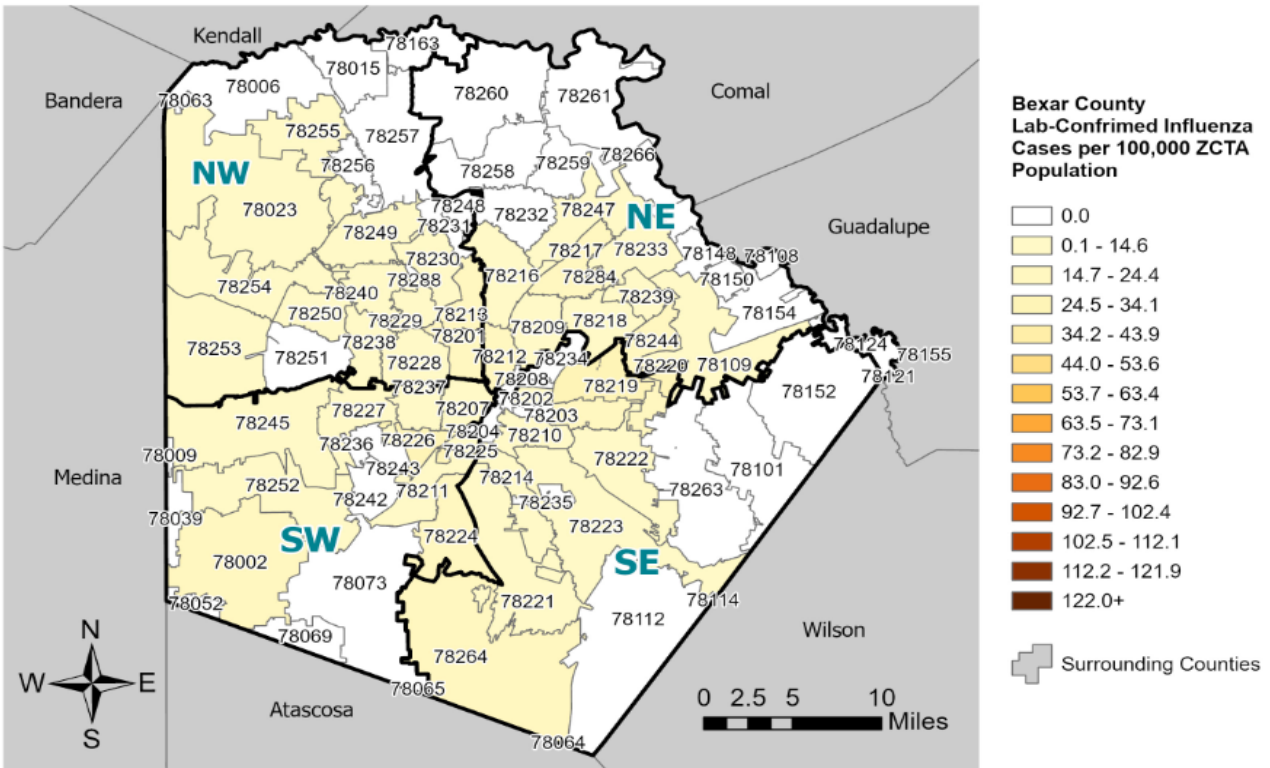 Kendall
78163
78015
78006
Bandera
78063
78260
78261
Comal
78255
78257
78256
78266
78259
78258
NW
78023
78248
78232
78247
NE
78231
78249
Guadalupe
78230
78217
78233
78148
78108
78288
78216
78284
78150
78254
78240
78239
78250
78229
78213
78209
78218
78154
78201
78238
78244
78124
78253
78251
78228
78212
78234
78220
78109
78155
78121
78237
78208
78219
78152
78202
78227
78207
78203
78245
78204
78210
78236
78226
78225
78009
78243
78222
78101
Medina
78252
78214
78263
78242
78211
78235
78039
78223
SW
78224
78002
SE
78073
78052
78221
78114
78112
Wilson
78069
78264
78065
Atascosa
78064
N
W
E
S
0 2.5 5 10
Miles
Bexar County
Lab-Confrimed Influenza
Cases per 100,000 ZCTA
Population
0.0
0.1 - 14.6
14.7 - 24.4
24.5 - 34.1
34.2 - 43.9
44.0 - 53.6
53.7 - 63.4
63.5 - 73.1
73.2 - 82.9
83.0 - 92.6
92.7 - 102.4
102.5 - 112.1
112.2 - 121.9
122.0+
Surrounding Counties